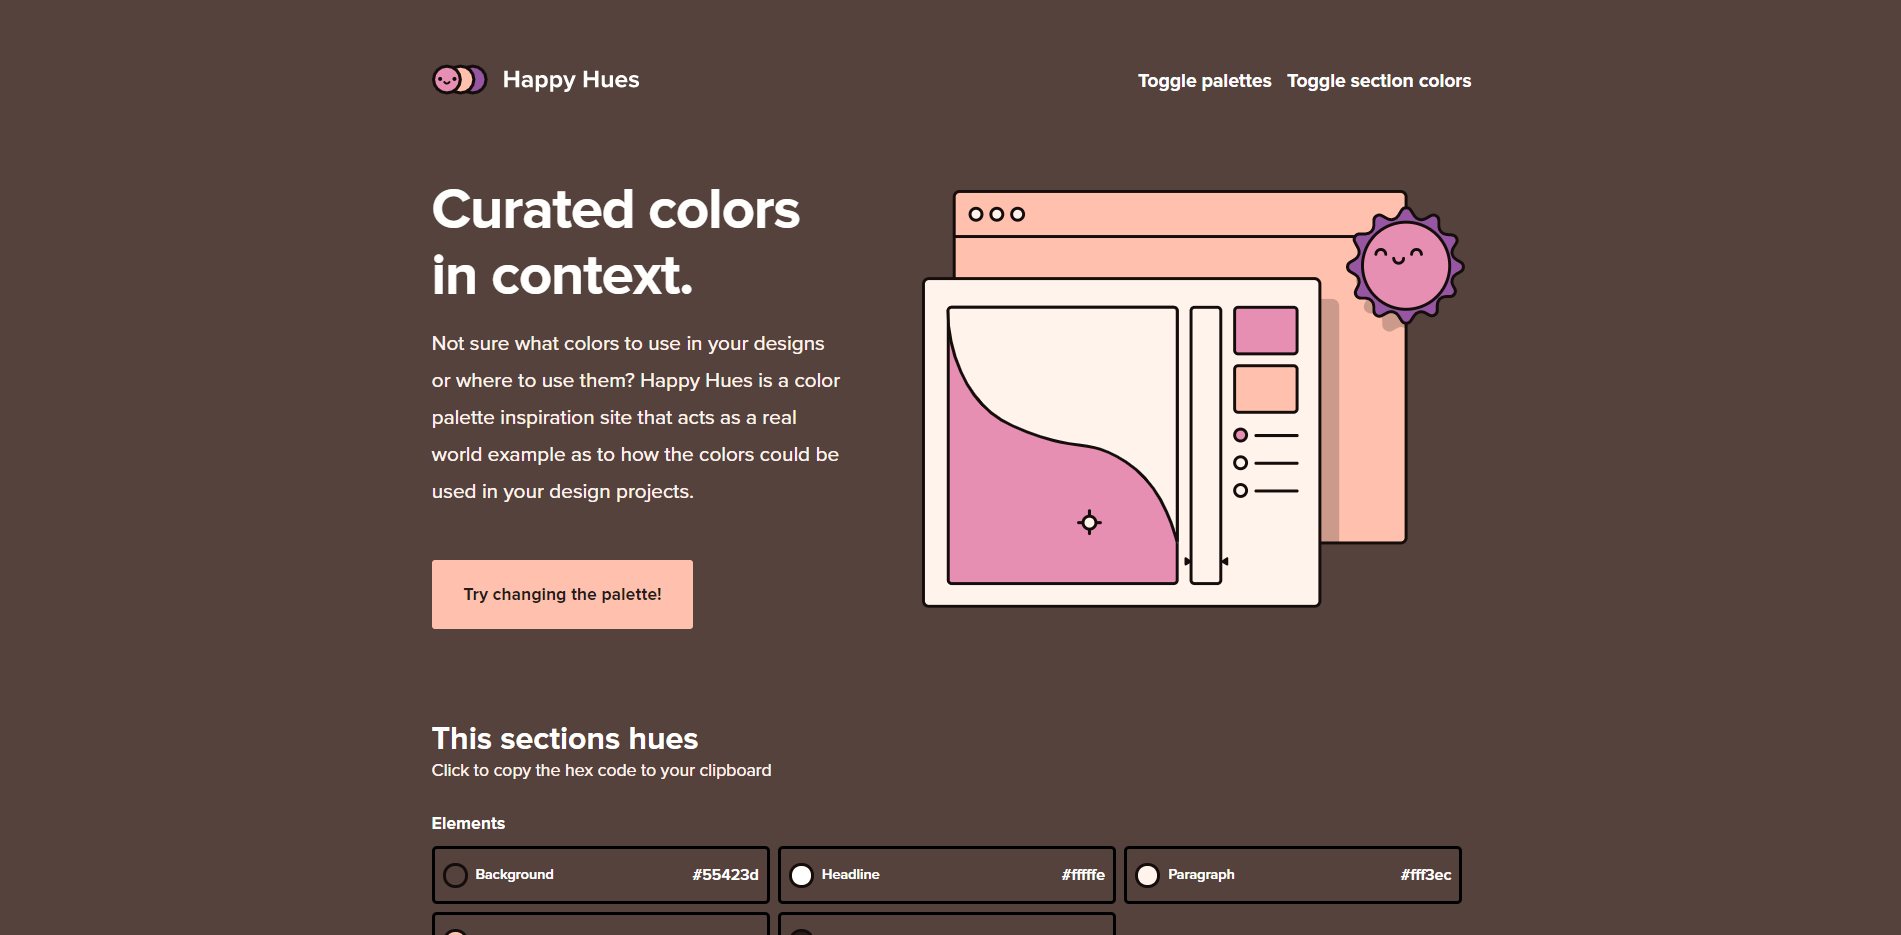 Happy Hues
Toggle palettes
Toggle section colors
Curated colors
in context.
Not sure what colors to use in your designs
or where to use them? Happy Hues is a color
palette inspiration site that acts as a real
world example as to how the colors could be
used in your design projects.
Try changing the palette!
This sections hues
Click to copy the hex code to your clipboard
Elements
Background #55423d
Headline #fffffe
Paragraph #fff3ec